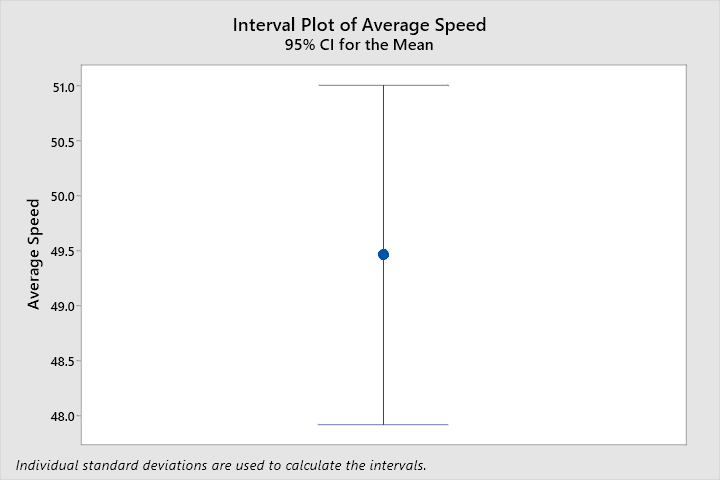 Interval Plot of Average Speed
95% CI for the Mean
51.0
50.5
50.0
49.5
49.0
48.5
48.0
Average Speed
Individual standard deviations are used to calculate the intervals.